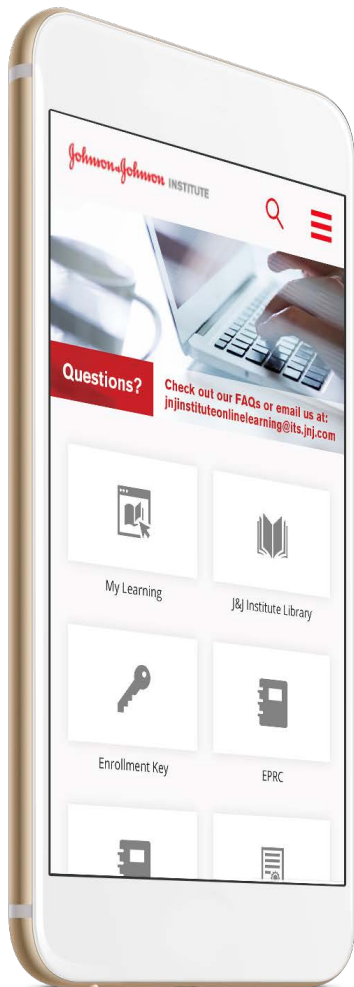 Johnson & Johnson INSTITUTE
Questions?
Check out our FAQs or email us at:
jnjinstituteonlinelearning@its.jnj.com
My Learning
J&J Institute Library
Enrollment Key
EPRC